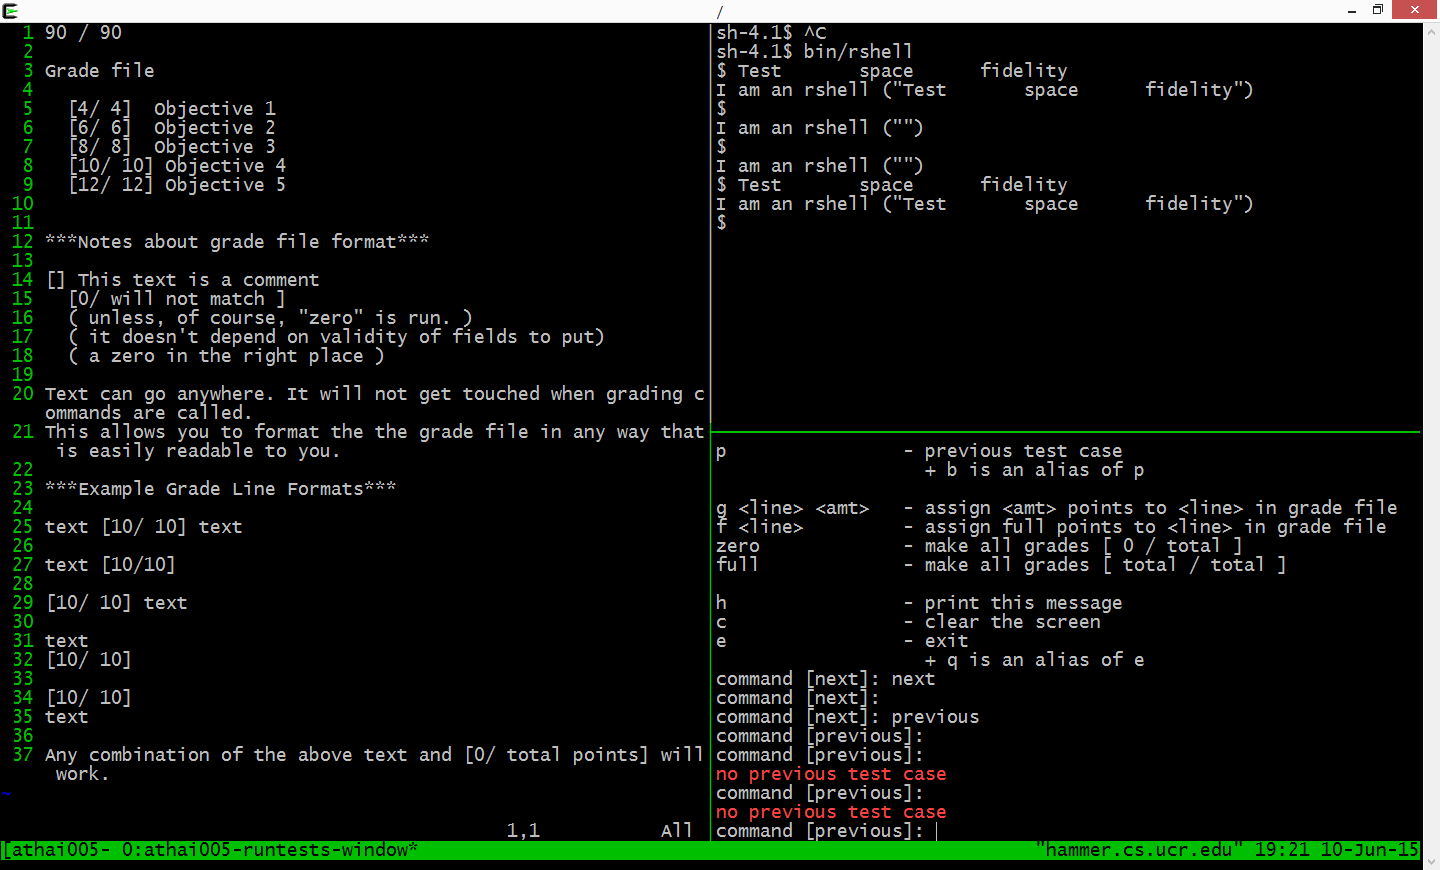 /
1 90 / 90
2
3 Grade file
4
5   [4/ 4]  Objective 1
6   [6/ 6]  Objective 2
7   [8/ 8]  Objective 3
8   [10/ 10] Objective 4
9   [12/ 12] Objective 5
10
11
12 ***Notes about grade file format***
13
14 [] This text is a comment
15   [0/ will not match ]
16   ( unless, of course, "zero" is run. )
17   ( it doesn't depend on validity of fields to put)
18   ( a zero in the right place )
19
20 Text can go anywhere. It will not get touched when grading c
ommands are called.
21 This allows you to format the the grade file in any way that
 is easily readable to you.
22
23 ***Example Grade Line Formats***
24
25 text [10/ 10] text
26
27 text [10/10]
28
29 [10/ 10] text
30
31 text
32 [10/ 10]
33
34 [10/ 10]
35 text
36
37 Any combination of the above text and [0/ total points] will
 work.
~
1,1           All
sh-4.1$ ^C
sh-4.1$ bin/rshell
$ Test       space      fidelity
I am an rshell ("Test       space      fidelity")
$
I am an rshell ("")
$
I am an rshell ("")
$ Test       space      fidelity
I am an rshell ("Test       space      fidelity")
$
p                - previous test case
                   + b is an alias of p
g <line> <amt>   - assign <amt> points to <line> in grade file
f <line>         - assign full points to <line> in grade file
zero             - make all grades [ 0 / total ]
full             - make all grades [ total / total ]
h                - print this message
c                - clear the screen
e                - exit
                   + q is an alias of e
command [next]: next
command [next]:
command [next]: previous
command [previous]:
command [previous]:
no previous test case
command [previous]:
no previous test case
command [previous]:
[athai005- 0:athai005-runtests-window*                    "hammer.cs.ucr.edu" 19:21 10-Jun-15